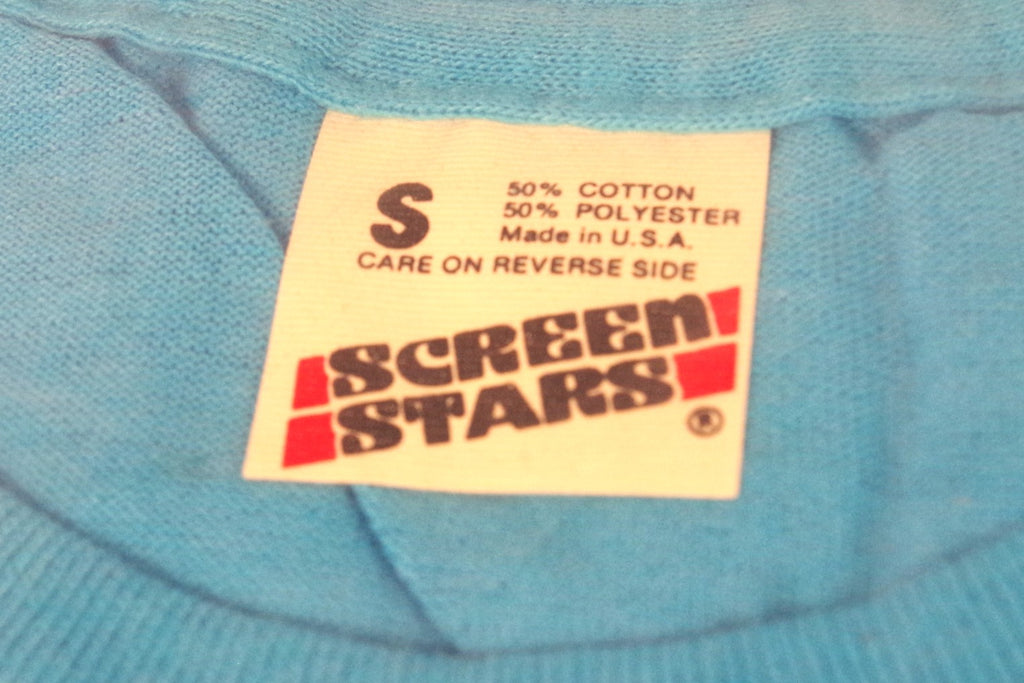 S
50% COTTON
50% POLYESTER
Made in U.S.A.
CARE ON REVERSE SIDE
SCREEN
STARS
®